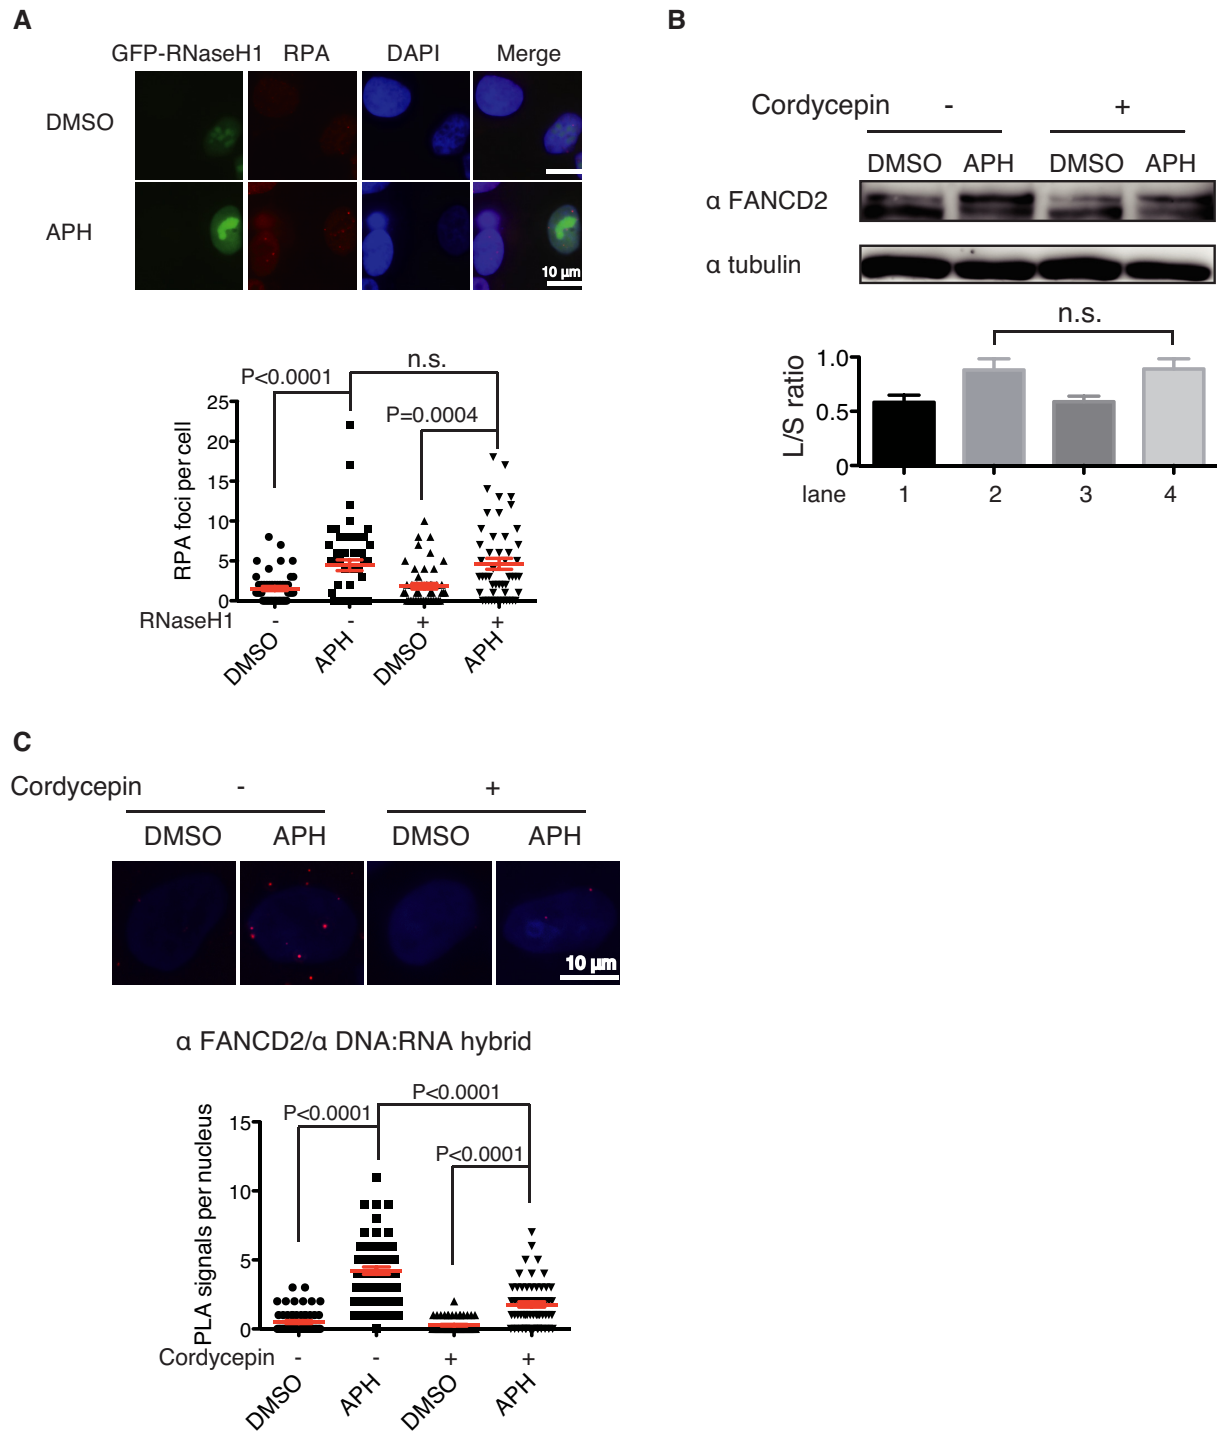 A
GFP-RNaseH1 RPA DAPI Merge
DMSO
APH
10 µm
P<0.0001
n.s.
P=0.0004
RPA foci per cell
25
20
15
10
5
0
RNaseH1 - - + +
DMSO APH DMSO APH
B
Cordycepin - +
DMSO APH DMSO APH
α FANCD2
α tubulin
n.s.
L/S ratio
1.0
0.5
0
lane 1 2 3 4
C
Cordycepin - +
DMSO APH DMSO APH
10 µm
α FANCD2/α DNA:RNA hybrid
P<0.0001
P<0.0001
P<0.0001
PLA signals per nucleus
15
10
5
0
Cordycepin - - + +
DMSO APH DMSO APH